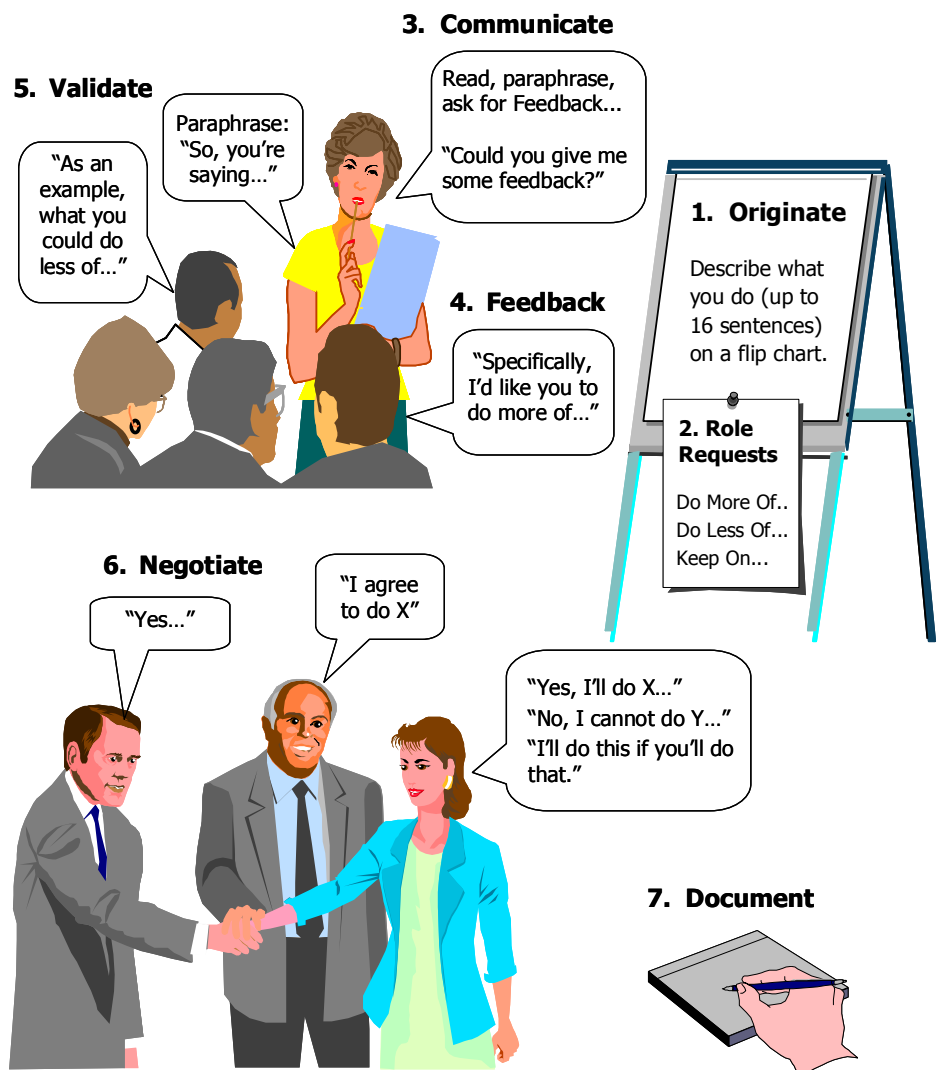 3. Communicate
Read, paraphrase,
ask for Feedback...
“Could you give me
some feedback?”
5. Validate
Paraphrase:
“So, you’re
saying...”
“As an
example,
what you
could do
less of...”
1. Originate
Describe what
you do (up to
16 sentences)
on a flip chart.
4. Feedback
“Specifically,
I’d like you to
do more of...”
2. Role
Requests
Do More Of..
Do Less Of...
Keep On...
6. Negotiate
“Yes...”
“I agree
to do X”
“Yes, I’ll do X...”
“No, I cannot do Y...”
“I’ll do this if you’ll do
that.”
7. Document